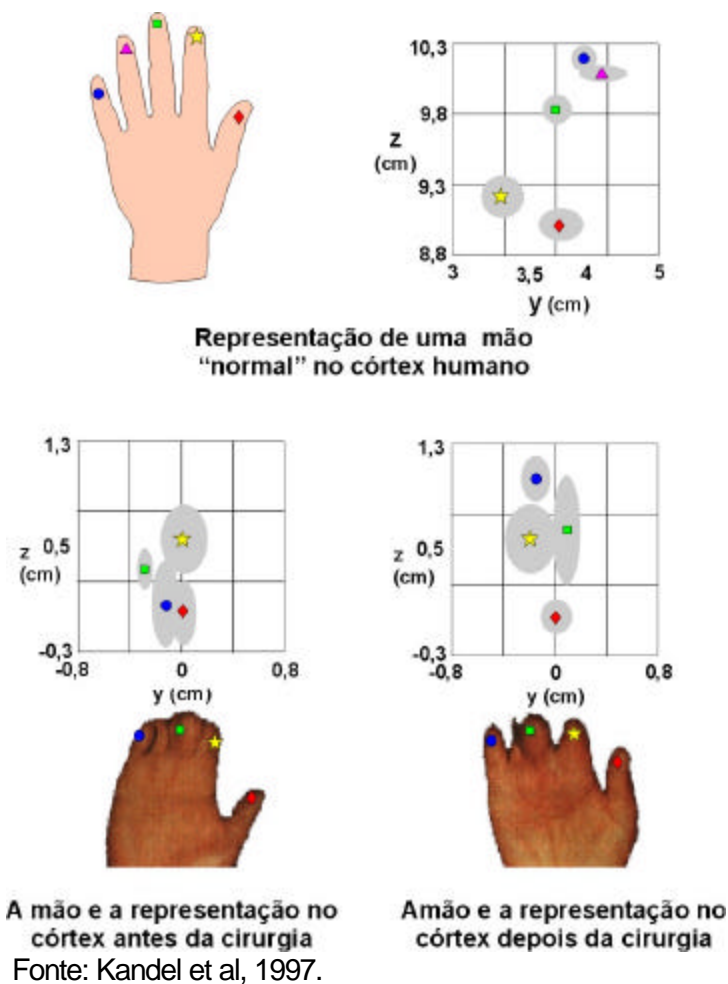 10,3
9,8
z
(cm)
9,3
8,8
3
3,5
4
5
y (cm)
Representação de uma mão
“normal” no córtex humano
1,3
z 0,5
(cm)
-0,3
-0,8
0
0,8
y (cm)
1,3
z 0,5
(cm)
-0,3
-0,8
0
0,8
y (cm)
A mão e a representação no
córtex antes da cirurgia
Amão e a representação no
córtex depois da cirurgia
Fonte: Kandel et al, 1997.